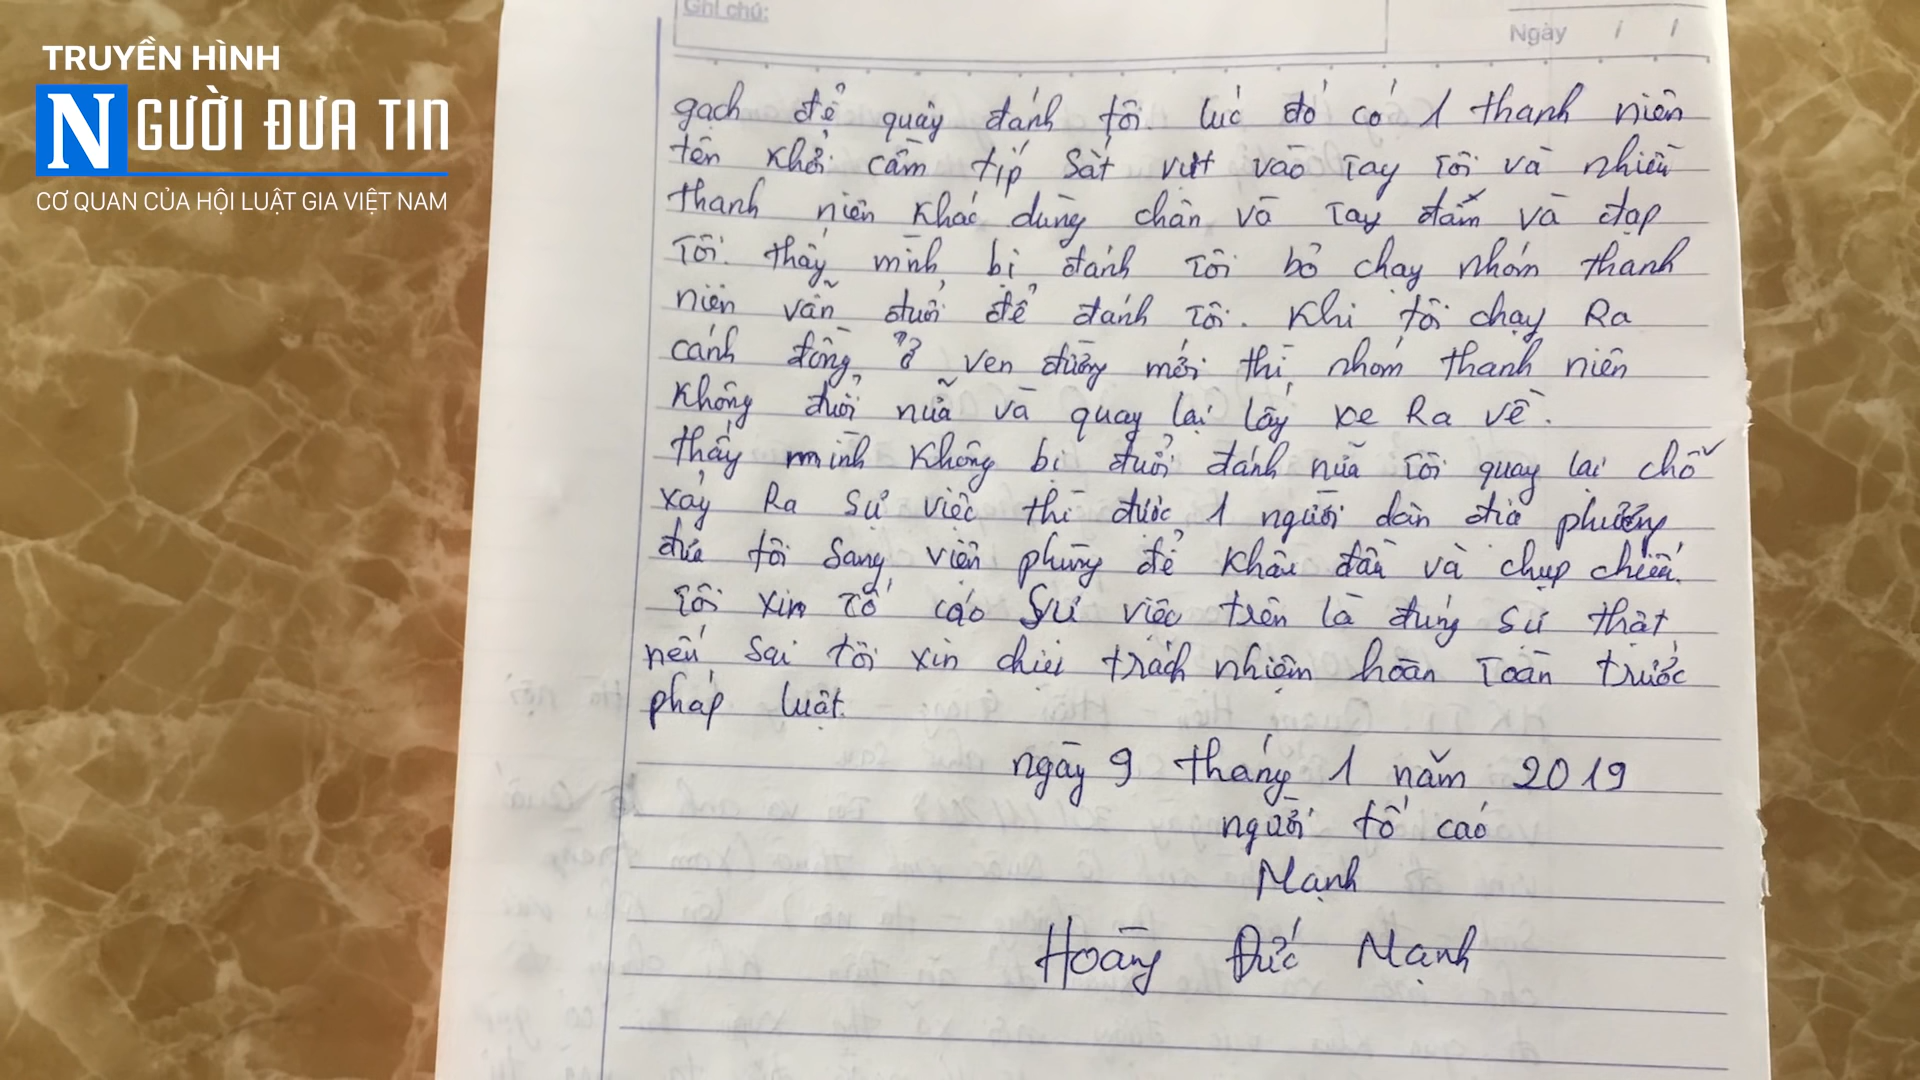 TRUYỀN HÌNH
NGƯỜI ĐƯA TIN
CƠ QUAN CỦA HỘI LUẬT GIA VIỆT NAM
Ghi chú:
Ngày / /
gạch để quây đánh tôi. lúc đó có 1 thanh niên
tên Khởi cầm típ Sắt vụt vào Tay Tôi và nhiều
thanh niên Khác dùng chân và Tay đấm và đạp
Tôi. thấy mình bị đánh Tôi bỏ chạy nhóm thanh
niên vẫn đuổi để đánh Tôi. Khi tôi chạy Ra
cánh đồng ở ven đường mới thì nhóm thanh niên
Không đuổi nữa và quay lại lấy xe Ra về.
thấy mình Không bị đuổi đánh nữa Tôi quay lại chỗ
xảy Ra Sự việc thì được 1 người dân địa phương
đưa tôi Sang viện phùng để Khâu đầu và chụp chiếu.
Tôi xin Tố cáo Sự việc trên là đúng Sự thật
nếu Sai tôi xin chịu trách nhiệm hoàn Toàn trước
pháp luật.
ngày 9 tháng 1 năm 2019
người tố cáo
Mạnh
Hoàng Đức Mạnh